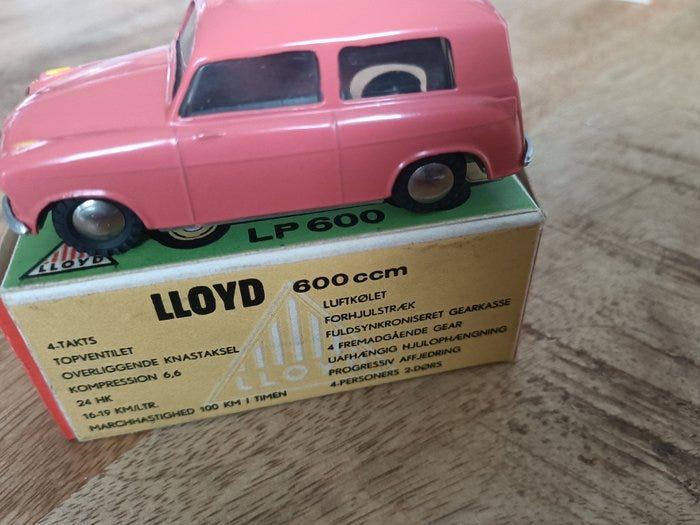 LP 600
LLOYD
LLOYD 600 ccm
4-TAKTS
TOPVENTILET
OVERLIGGENDE KNASTAKSEL
KOMPRESSION 6,6
24 HK
16-19 KM/LTR.
MARCHHASTIGHED 100 KM I TIMEN
LUFTKØLET
FORHJULSTRÆK
FULDSYNKRONISERET GEARKASSE
4 FREMADGÅENDE GEAR
UAFHÆNGIG HJULOPHÆNGNING
PROGRESSIV AFFJEDRING
4-PERSONERS 2-DØRS
LLOYD